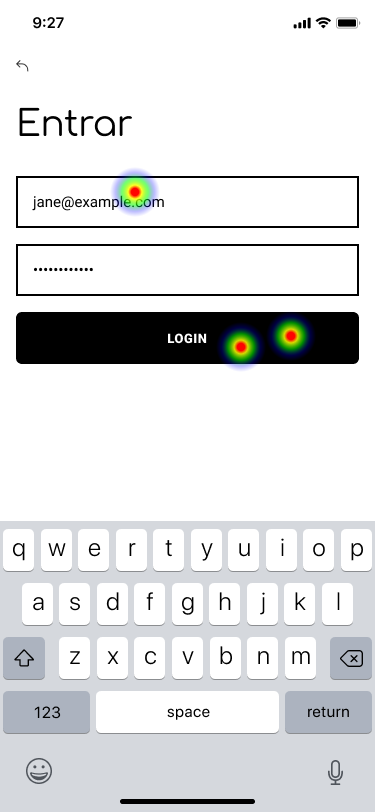 9:27
Entrar
jane@example.com
••••••••••••
LOGIN
q w e r t y u i o p
a s d f g h j k l
z x c v b n m
123 space return